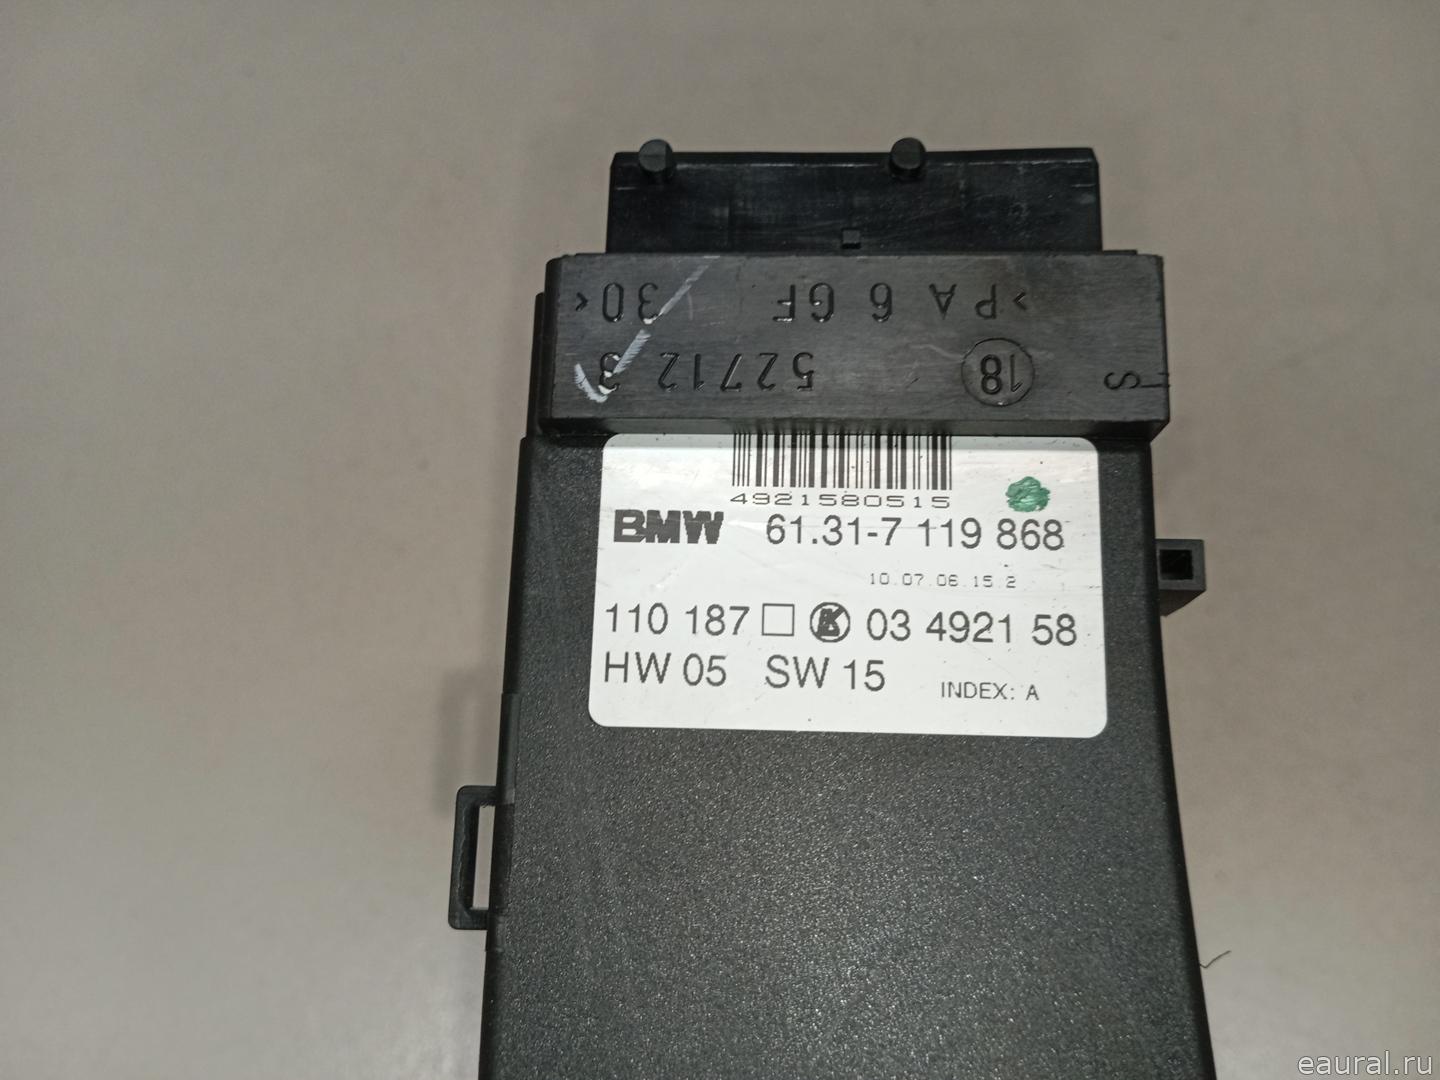 >PA 6 GF 30<
S 18 52712 3
4921580515
BMW 61.31-7 119 868
10.07.06.15 2
110 187 K 03 4921 58
HW 05 SW 15 INDEX: A
eaural.ru